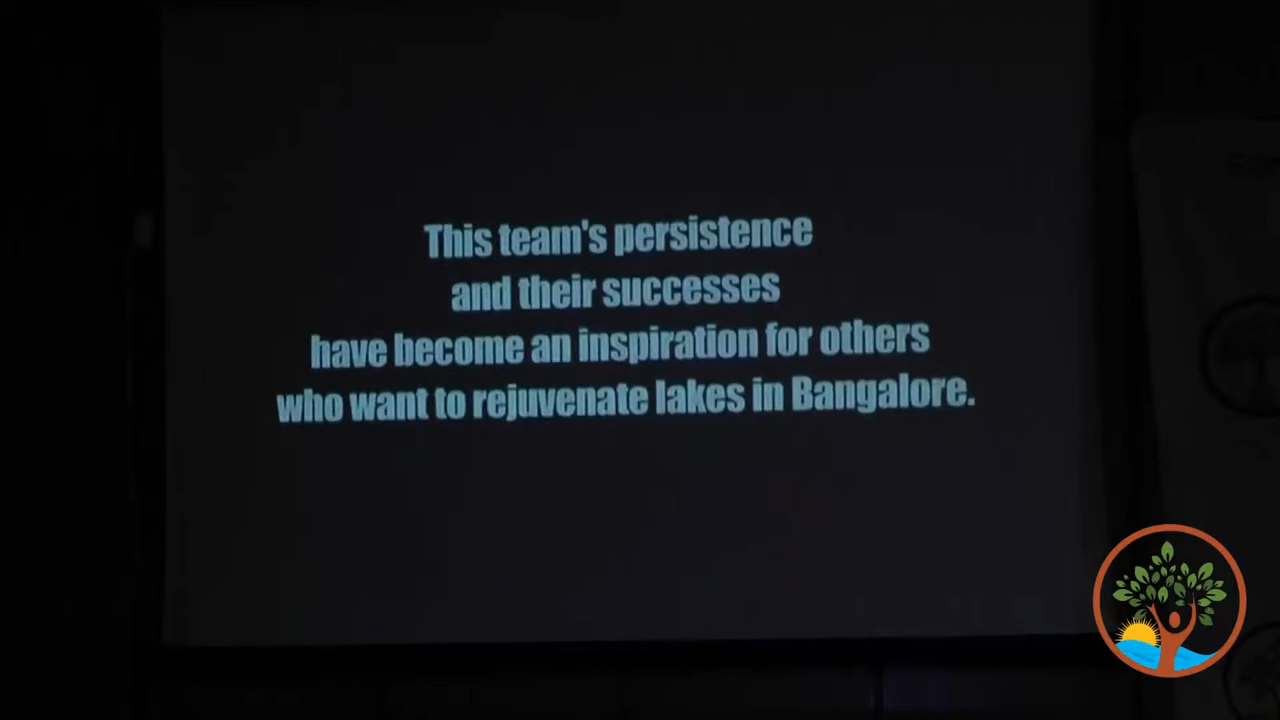 This team's persistence
and their successes
have become an inspiration for others
who want to rejuvenate lakes in Bangalore.